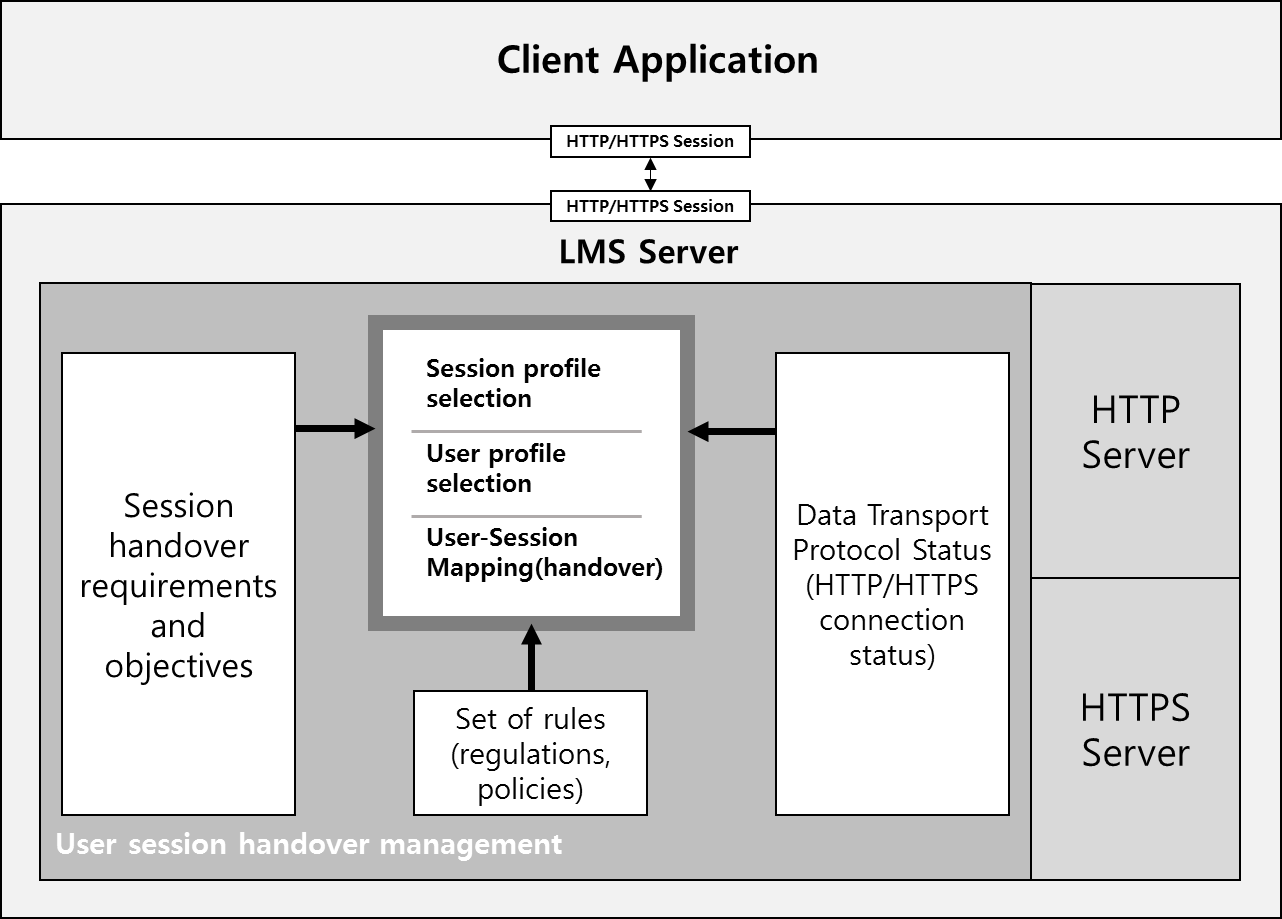 Client Application
HTTP/HTTPS Session
HTTP/HTTPS Session
LMS Server
Session handover requirements and objectives
Session profile
selection
User profile
selection
User-Session
Mapping(handover)
Set of rules
(regulations,
policies)
Data Transport
Protocol Status
(HTTP/HTTPS
connection
status)
HTTP
Server
HTTPS
Server
User session handover management